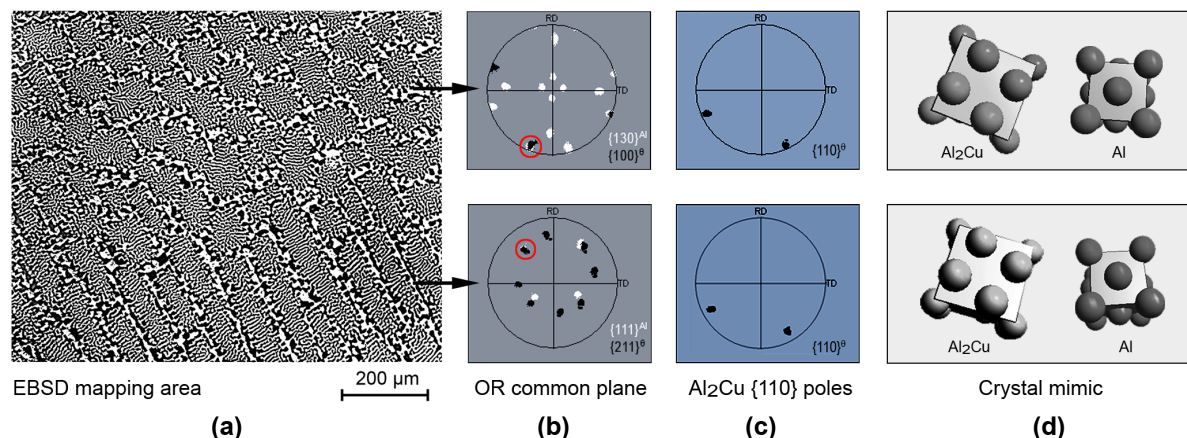 RD
TD
{130}ᴬˡ
{100}ᶿ
RD
TD
{110}ᶿ
Al₂Cu
Al
RD
TD
{111}ᴬˡ
{211}ᶿ
RD
TD
{110}ᶿ
Al₂Cu
Al
EBSD mapping area
200 µm
OR common plane
Al₂Cu {110} poles
Crystal mimic
(a)
(b)
(c)
(d)